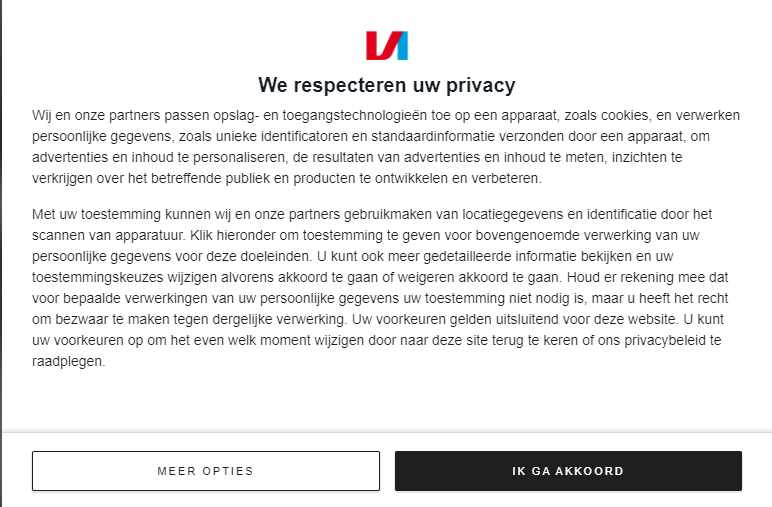 VI
We respecteren uw privacy
Wij en onze partners passen opslag- en toegangstechnologieën toe op een apparaat, zoals cookies, en verwerken
persoonlijke gegevens, zoals unieke identificatoren en standaardinformatie verzonden door een apparaat, om
advertenties en inhoud te personaliseren, de resultaten van advertenties en inhoud te meten, inzichten te
verkrijgen over het betreffende publiek en producten te ontwikkelen en verbeteren.
Met uw toestemming kunnen wij en onze partners gebruikmaken van locatiegegevens en identificatie door het
scannen van apparatuur. Klik hieronder om toestemming te geven voor bovengenoemde verwerking van uw
persoonlijke gegevens voor deze doeleinden. U kunt ook meer gedetailleerde informatie bekijken en uw
toestemmingskeuzes wijzigen alvorens akkoord te gaan of weigeren akkoord te gaan. Houd er rekening mee dat
voor bepaalde verwerkingen van uw persoonlijke gegevens uw toestemming niet nodig is, maar u heeft het recht
om bezwaar te maken tegen dergelijke verwerking. Uw voorkeuren gelden uitsluitend voor deze website. U kunt
uw voorkeuren op om het even welk moment wijzigen door naar deze site terug te keren of ons privacybeleid te
raadplegen.
MEER OPTIES
IK GA AKKOORD